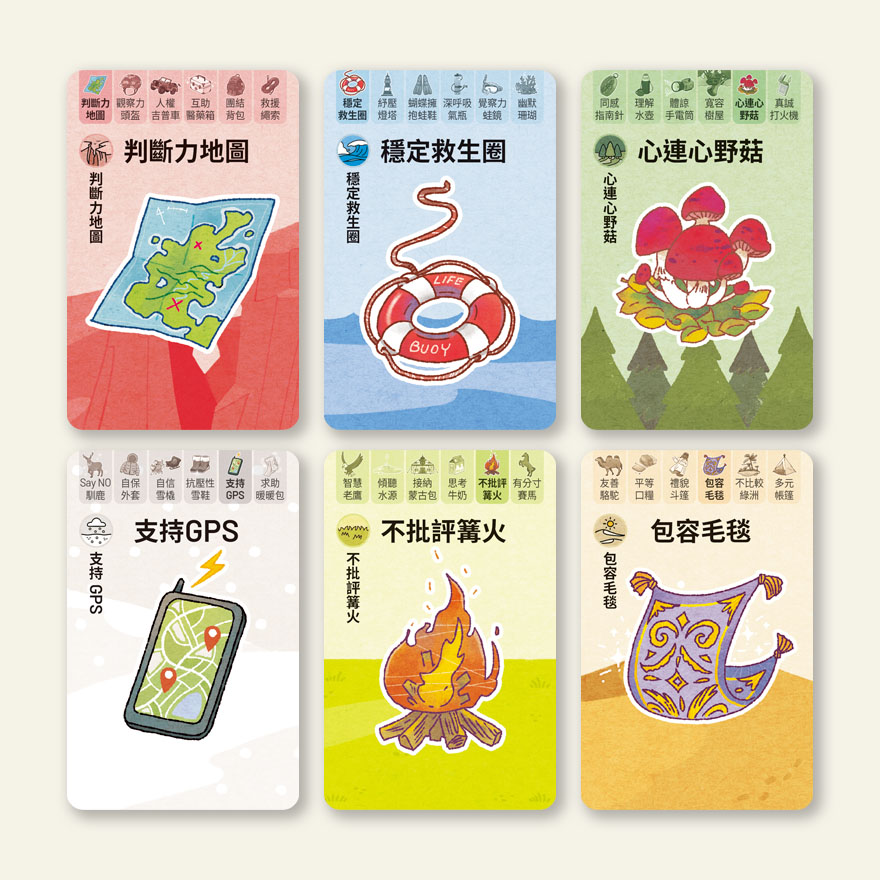 判斷力 觀察力 人權 互助 團結 救援
地圖 頭盔 吉普車 醫藥箱 背包 繩索
判斷力地圖
判斷力地圖
穩定 紓壓 蝴蝶擁 深呼吸 覺察力 幽默
救生圈 燈塔 抱蛙鞋 氣瓶 蛙鏡 珊瑚
穩定救生圈
穩定救生圈
LIFE
BUOY
同感 理解 體諒 寬容 心連心 真誠
指南針 水壺 手電筒 樹屋 野菇 打火機
心連心野菇
心連心野菇
Say NO 自保 自信 抗壓性 支持 求助
馴鹿 外套 雪橇 雪鞋 GPS 暖暖包
支持GPS
支持 GPS
智慧 傾聽 接納 思考 不批評 有分寸
老鷹 水源 蒙古包 牛奶 篝火 賽馬
不批評篝火
不批評篝火
友善 平等 禮貌 包容 不比較 多元
駱駝 口糧 斗篷 毛毯 綠洲 帳篷
包容毛毯
包容毛毯